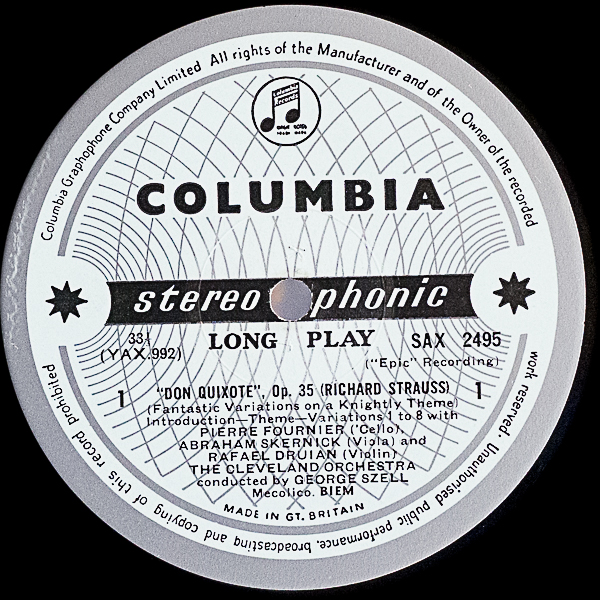 Columbia Graphophone Company Limited All rights of the Manufacturer and of the Owner of the recorded
work reserved. Unauthorised public performance, broadcasting and copying of this record prohibited
Columbia
Records
COLUMBIA
stereo phonic
33⅓ LONG PLAY SAX 2495
(YAX.992)
("Epic" Recording)
1 "DON QUIXOTE", Op. 35 (RICHARD STRAUSS) 1
(Fantastic Variations on a Knightly Theme)
Introduction—Theme—Variations 1 to 8 with
PIERRE FOURNIER ('Cello),
ABRAHAM SKERNICK (Viola) and
RAFAEL DRUIAN (Violin)
THE CLEVELAND ORCHESTRA
conducted by GEORGE SZELL
Mecolico. BIEM
MADE IN GT. BRITAIN